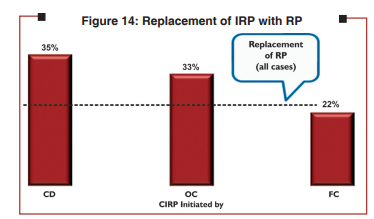 Figure 14: Replacement of IRP with RP
35%
33%
Replacement
of RP
(all cases)
22%
CD
OC
FC
CIRP Initiated by